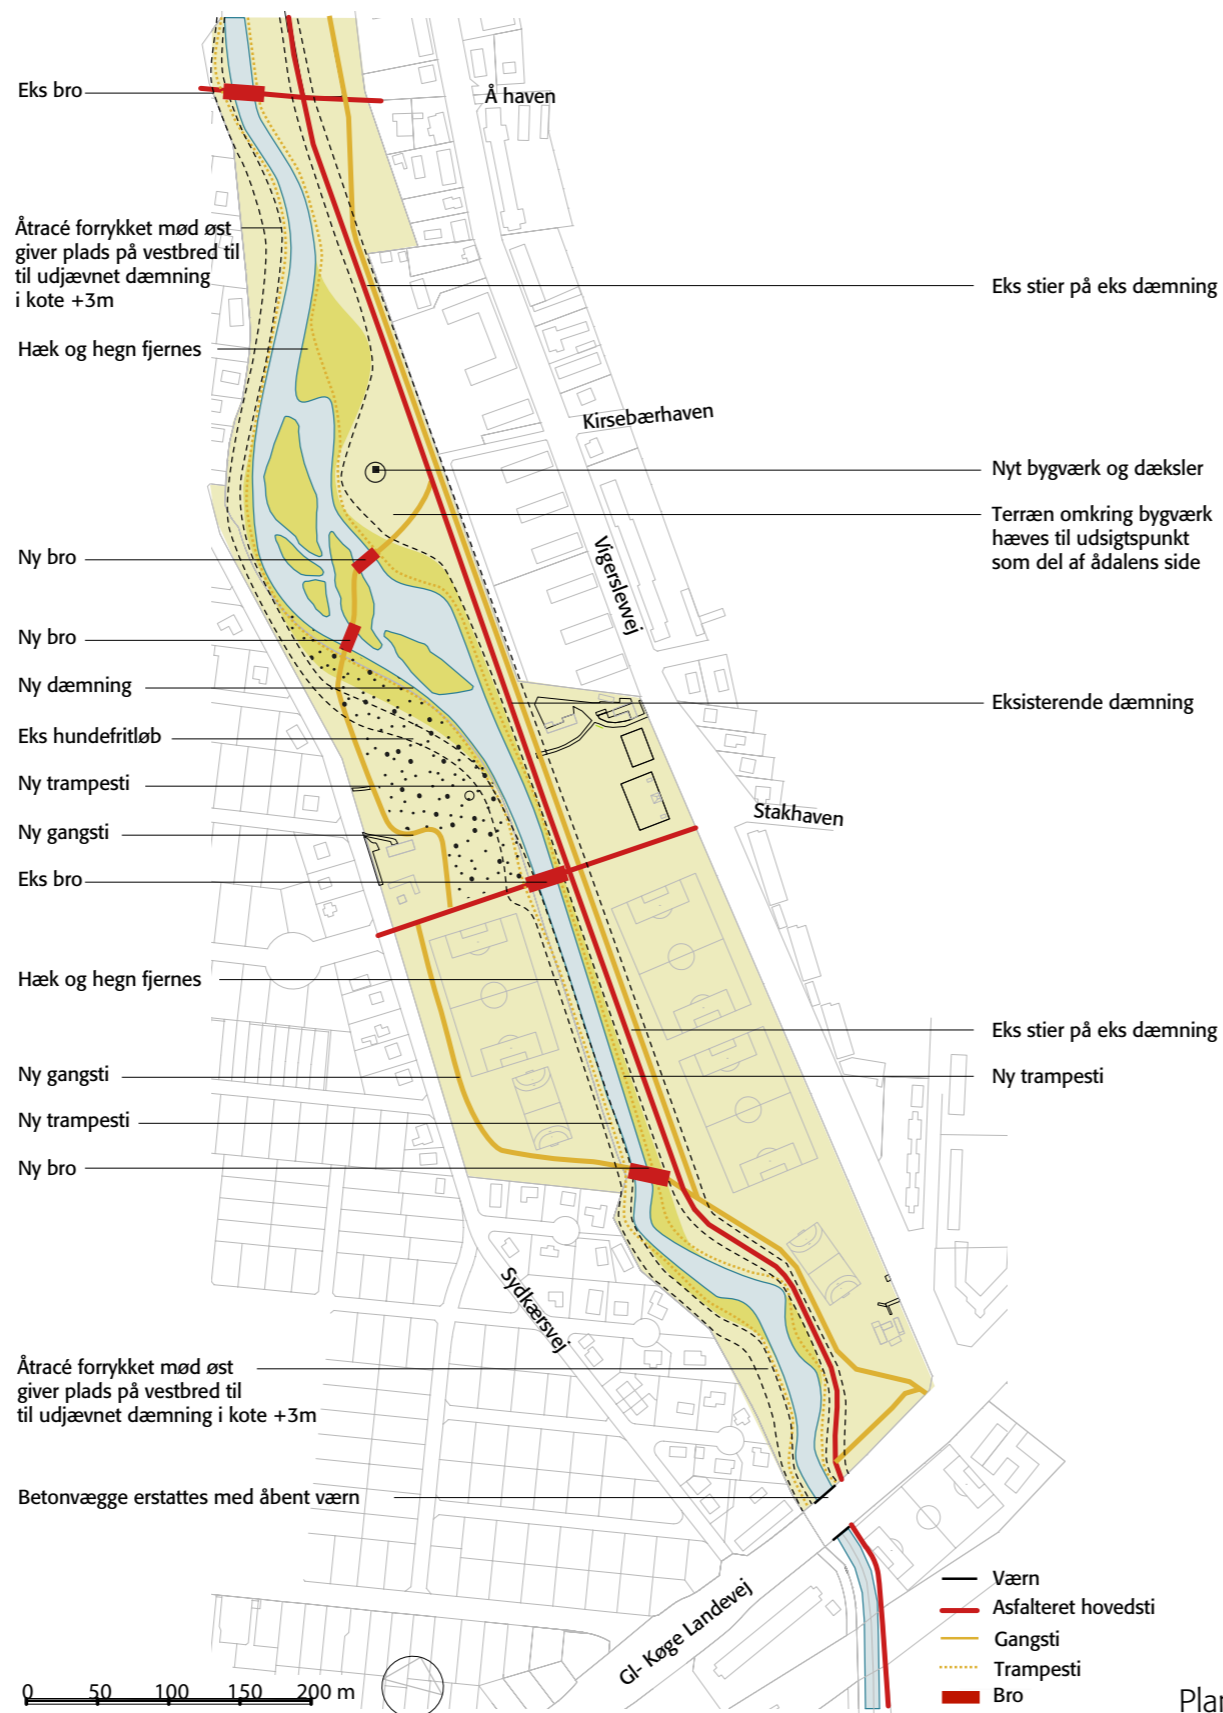 Eks bro
Å haven
Åtracé forrykket mød øst
giver plads på vestbred til
til udjævnet dæmning
i kote +3m
Eks stier på eks dæmning
Hæk og hegn fjernes
Kirsebærhaven
Nyt bygværk og dæksler
Terræn omkring bygværk
hæves til udsigtspunkt
som del af ådalens side
Vigerslevvej
Ny bro
Ny bro
Ny dæmning
Eksisterende dæmning
Eks hundefritløb
Ny trampesti
Stakhaven
Ny gangsti
Eks bro
Hæk og hegn fjernes
Eks stier på eks dæmning
Ny gangsti
Ny trampesti
Ny trampesti
Ny bro
Sydkærsvej
Åtracé forrykket mød øst
giver plads på vestbred til
til udjævnet dæmning i kote +3m
Betonvægge erstattes med åbent værn
Gl- Køge Landevej
Værn
Asfalteret hovedsti
Gangsti
Trampesti
Bro
0 50 100 150 200 m
Plan